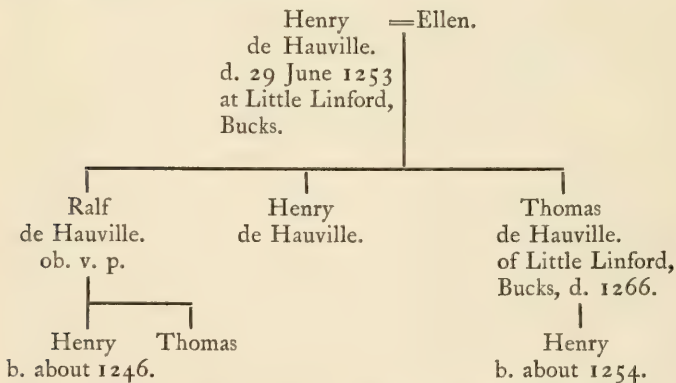 Henry =Ellen.
de Hauville.
d. 29 June 1253
at Little Linford,
Bucks.
Ralf
de Hauville.
ob. v. p.
Henry
de Hauville.
Thomas
de Hauville.
of Little Linford,
Bucks, d. 1266.
Henry
b. about 1246.
Thomas
Henry
b. about 1254.